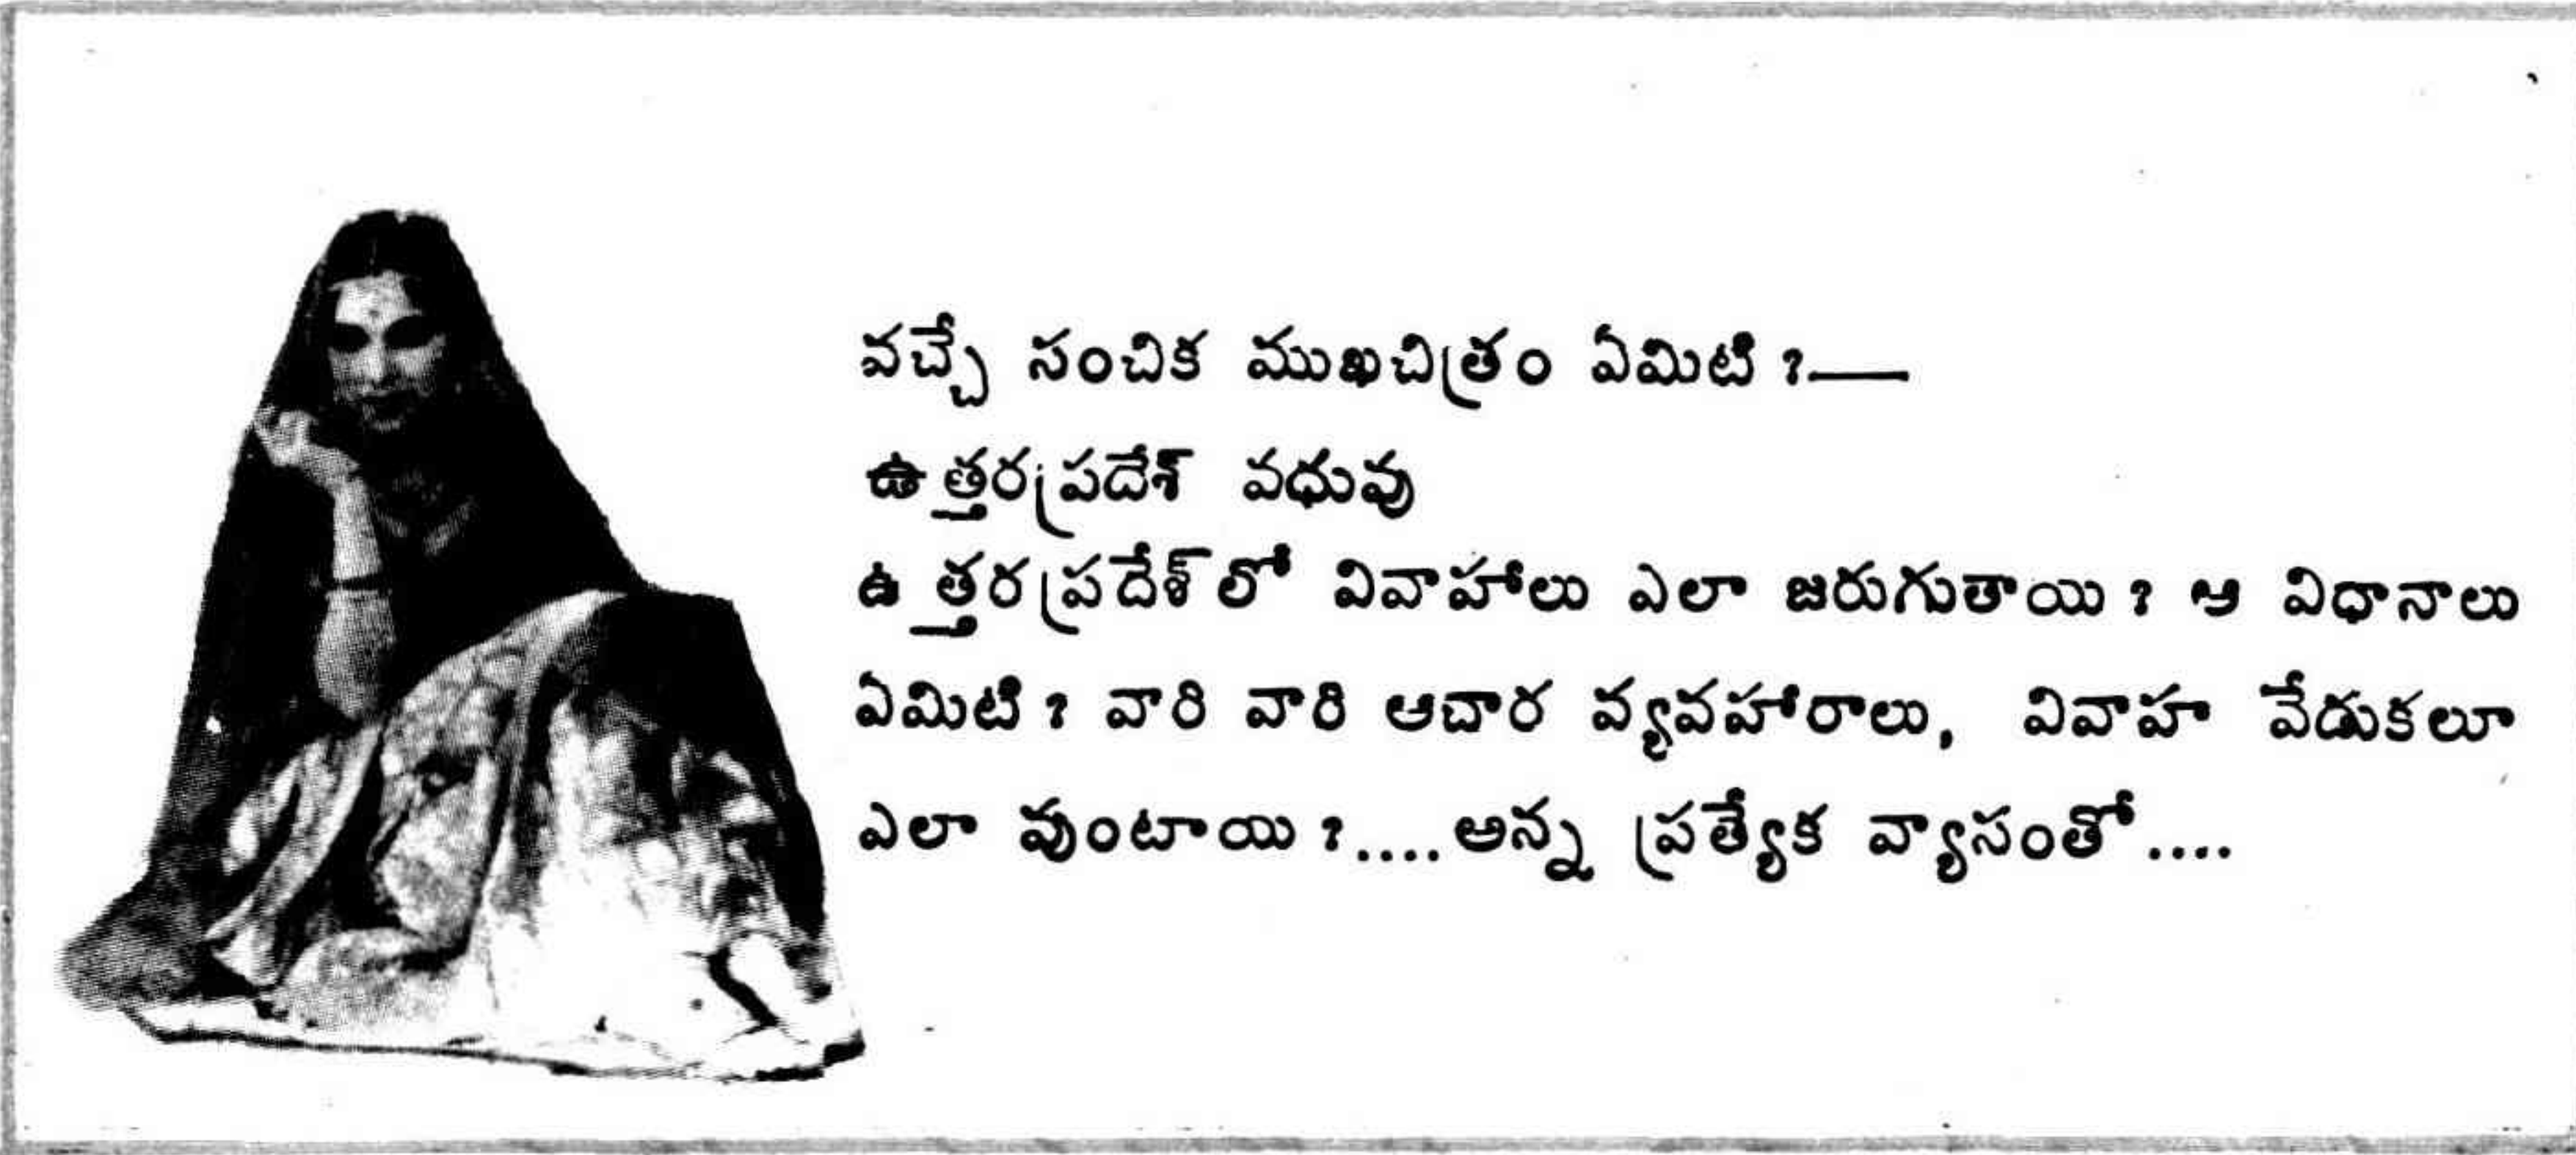 వచ్చే సంచిక ముఖచిత్రం ఏమిటి ?—
ఉత్తరప్రదేశ్ వధువు
ఉత్తరప్రదేశ్‌లో వివాహాలు ఎలా జరుగుతాయి ? ఆ విధానాలు
ఏమిటి ? వారి వారి ఆచార వ్యవహారాలు, వివాహ వేడుకలూ
ఎలా వుంటాయి ?....అన్న ప్రత్యేక వ్యాసంతో....